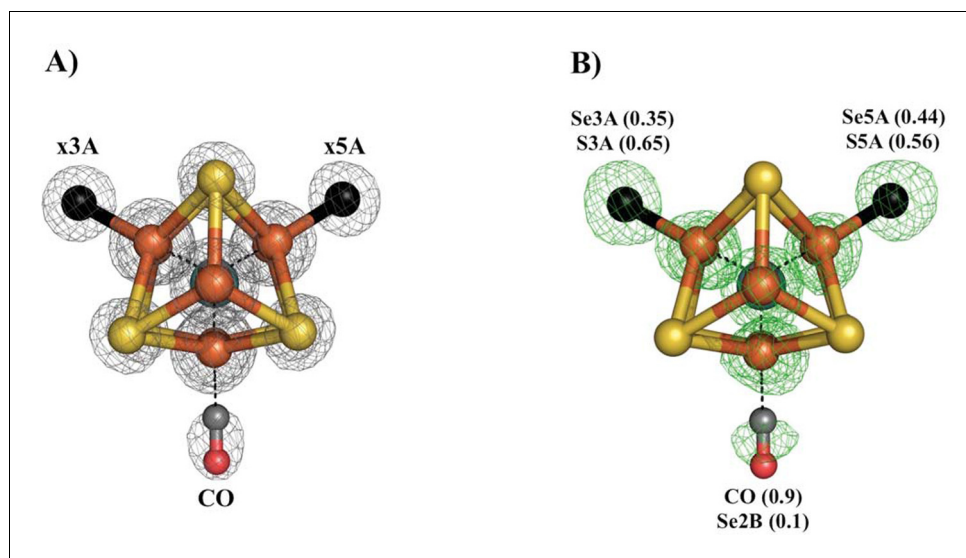 A)
B)
x3A
x5A
Se3A (0.35)
S3A (0.65)
Se5A (0.44)
S5A (0.56)
CO
CO (0.9)
Se2B (0.1)